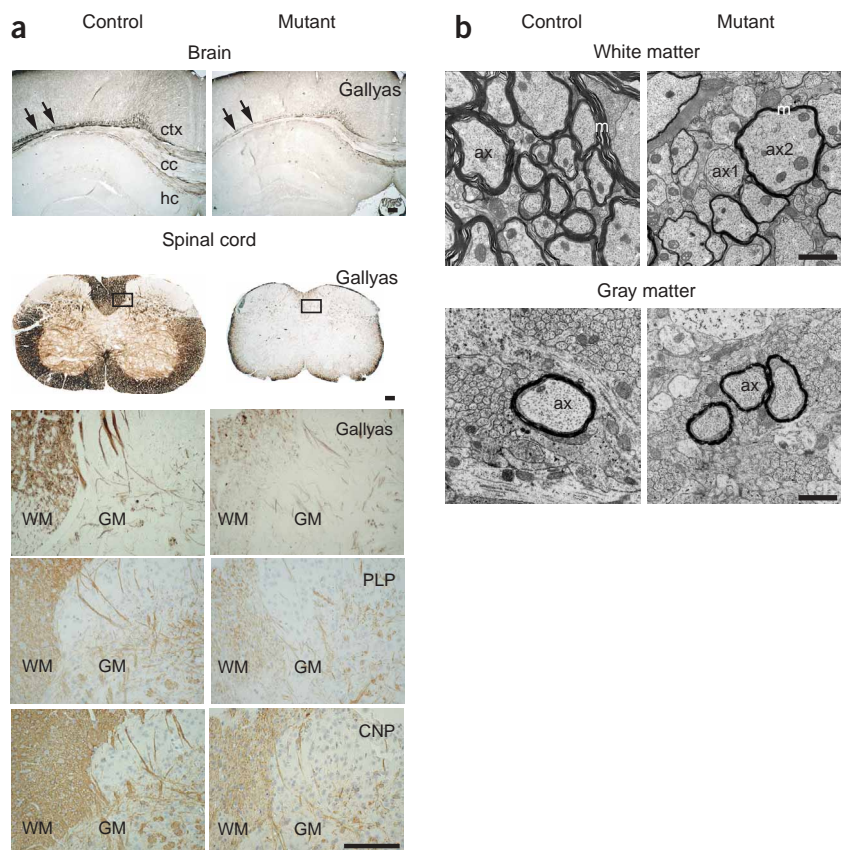 a
Control
Mutant
Brain
Gallyas
ctx
cc
hc
Spinal cord
Gallyas
Gallyas
WM
GM
WM
GM
PLP
WM
GM
WM
GM
CNP
WM
GM
WM
GM
b
Control
Mutant
White matter
ax
m
m
ax1
ax2
Gray matter
ax
ax